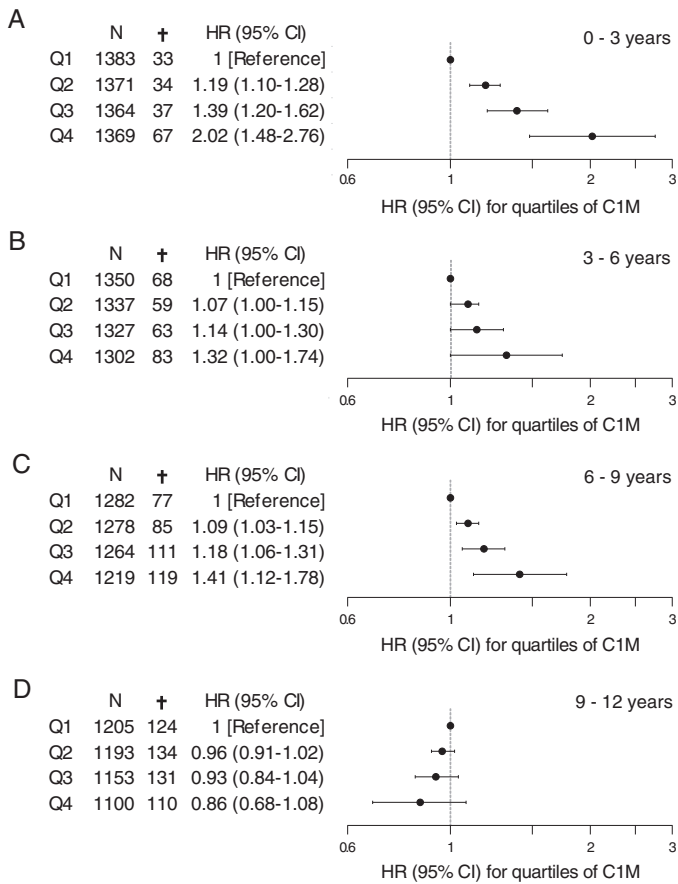 A
N † HR (95% CI) 0 - 3 years
Q1 1383 33 1 [Reference]
Q2 1371 34 1.19 (1.10-1.28)
Q3 1364 37 1.39 (1.20-1.62)
Q4 1369 67 2.02 (1.48-2.76)
0.6 1 2 3
HR (95% CI) for quartiles of C1M
B
N † HR (95% CI) 3 - 6 years
Q1 1350 68 1 [Reference]
Q2 1337 59 1.07 (1.00-1.15)
Q3 1327 63 1.14 (1.00-1.30)
Q4 1302 83 1.32 (1.00-1.74)
0.6 1 2 3
HR (95% CI) for quartiles of C1M
C
N † HR (95% CI) 6 - 9 years
Q1 1282 77 1 [Reference]
Q2 1278 85 1.09 (1.03-1.15)
Q3 1264 111 1.18 (1.06-1.31)
Q4 1219 119 1.41 (1.12-1.78)
0.6 1 2 3
HR (95% CI) for quartiles of C1M
D
N † HR (95% CI) 9 - 12 years
Q1 1205 124 1 [Reference]
Q2 1193 134 0.96 (0.91-1.02)
Q3 1153 131 0.93 (0.84-1.04)
Q4 1100 110 0.86 (0.68-1.08)
0.6 1 2 3
HR (95% CI) for quartiles of C1M